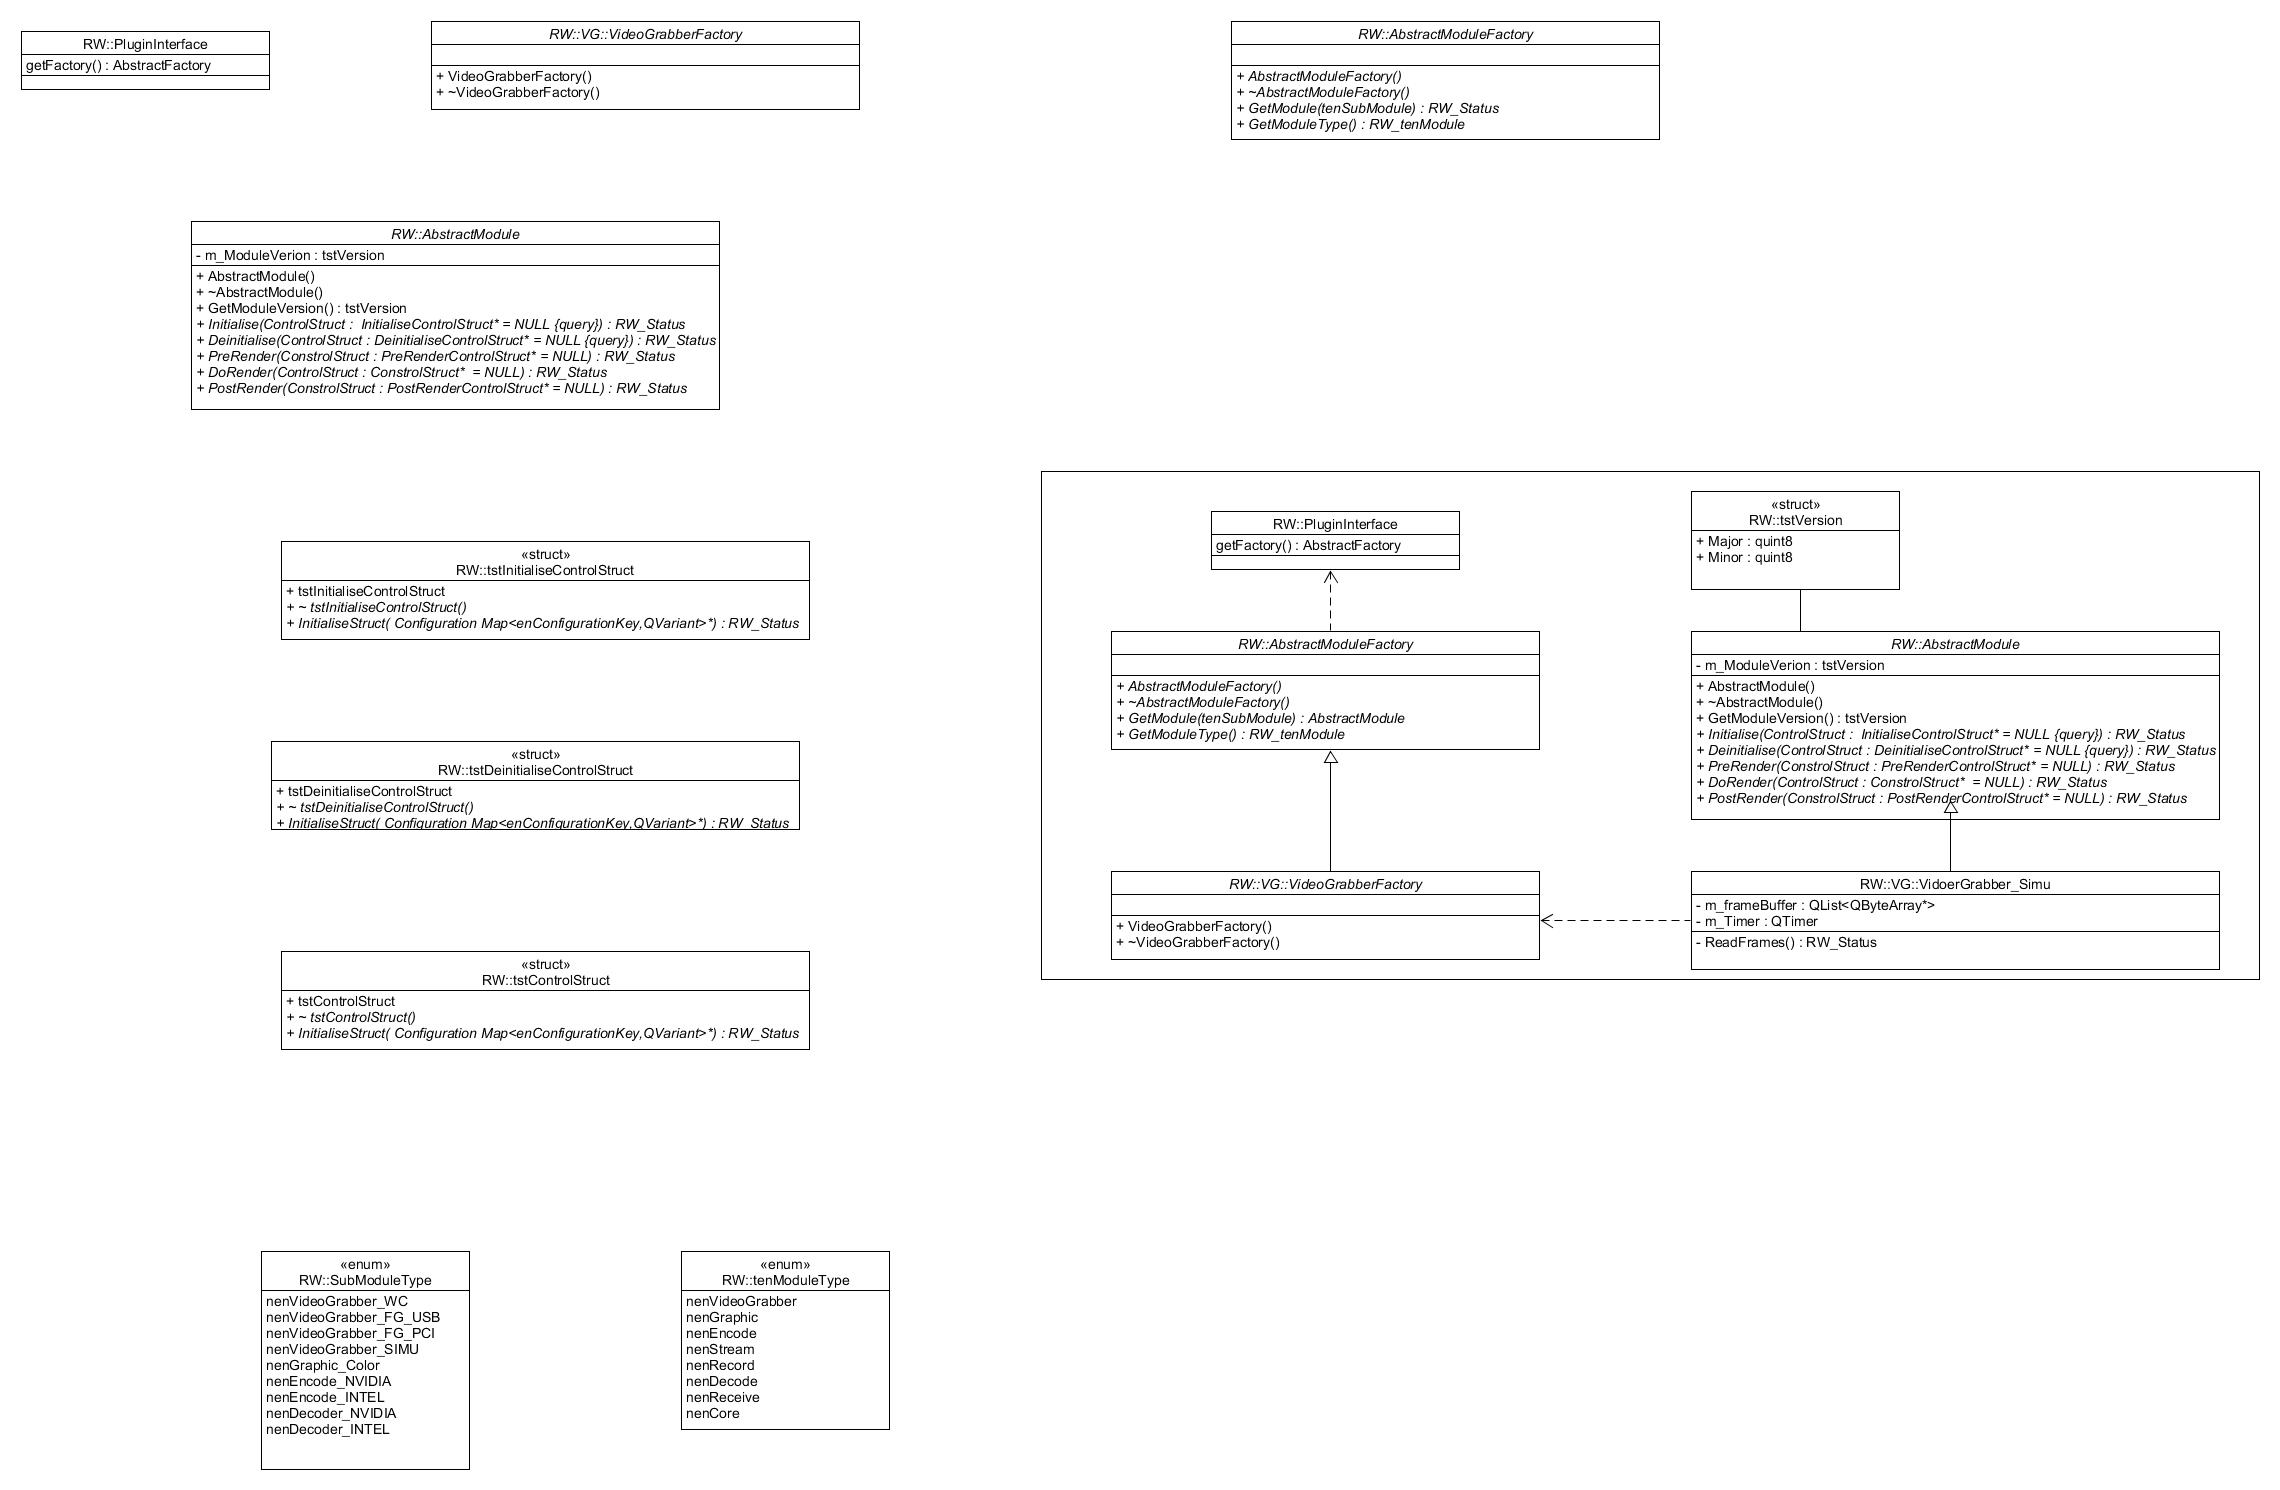 RW::PluginInterface
getFactory() : AbstractFactory
RW::VG::VideoGrabberFactory
+ VideoGrabberFactory()
+ ~VideoGrabberFactory()
RW::AbstractModuleFactory
+ AbstractModuleFactory()
+ ~AbstractModuleFactory()
+ GetModule(tenSubModule) : RW_Status
+ GetModuleType() : RW_tenModule
RW::AbstractModule
- m_ModuleVerion : tstVersion
+ AbstractModule()
+ ~AbstractModule()
+ GetModuleVersion() : tstVersion
+ Initialise(ControlStruct :  InitialiseControlStruct* = NULL {query}) : RW_Status
+ Deinitialise(ControlStruct : DeinitialiseControlStruct* = NULL {query}) : RW_Status
+ PreRender(ConstrolStruct : PreRenderControlStruct* = NULL) : RW_Status
+ DoRender(ControlStruct : ConstrolStruct*  = NULL) : RW_Status
+ PostRender(ConstrolStruct : PostRenderControlStruct* = NULL) : RW_Status
«struct»
RW::tstInitialiseControlStruct
+ tstInitialiseControlStruct
+ ~ tstInitialiseControlStruct()
+ InitialiseStruct( Configuration Map<enConfigurationKey,QVariant>*) : RW_Status
«struct»
RW::tstDeinitialiseControlStruct
+ tstDeinitialiseControlStruct
+ ~ tstDeinitialiseControlStruct()
+ InitialiseStruct( Configuration Map<enConfigurationKey,QVariant>*) : RW_Status
«struct»
RW::tstControlStruct
+ tstControlStruct
+ ~ tstControlStruct()
+ InitialiseStruct( Configuration Map<enConfigurationKey,QVariant>*) : RW_Status
RW::PluginInterface
getFactory() : AbstractFactory
«struct»
RW::tstVersion
+ Major : quint8
+ Minor : quint8
RW::AbstractModuleFactory
+ AbstractModuleFactory()
+ ~AbstractModuleFactory()
+ GetModule(tenSubModule) : AbstractModule
+ GetModuleType() : RW_tenModule
RW::AbstractModule
- m_ModuleVerion : tstVersion
+ AbstractModule()
+ ~AbstractModule()
+ GetModuleVersion() : tstVersion
+ Initialise(ControlStruct :  InitialiseControlStruct* = NULL {query}) : RW_Status
+ Deinitialise(ControlStruct : DeinitialiseControlStruct* = NULL {query}) : RW_Status
+ PreRender(ConstrolStruct : PreRenderControlStruct* = NULL) : RW_Status
+ DoRender(ControlStruct : ConstrolStruct*  = NULL) : RW_Status
+ PostRender(ConstrolStruct : PostRenderControlStruct* = NULL) : RW_Status
RW::VG::VideoGrabberFactory
+ VideoGrabberFactory()
+ ~VideoGrabberFactory()
RW::VG::VidoerGrabber_Simu
- m_frameBuffer : QList<QByteArray*>
- m_Timer : QTimer
- ReadFrames() : RW_Status
«enum»
RW::SubModuleType
nenVideoGrabber_WC
nenVideoGrabber_FG_USB
nenVideoGrabber_FG_PCI
nenVideoGrabber_SIMU
nenGraphic_Color
nenEncode_NVIDIA
nenEncode_INTEL
nenDecoder_NVIDIA
nenDecoder_INTEL
«enum»
RW::tenModuleType
nenVideoGrabber
nenGraphic
nenEncode
nenStream
nenRecord
nenDecode
nenReceive
nenCore